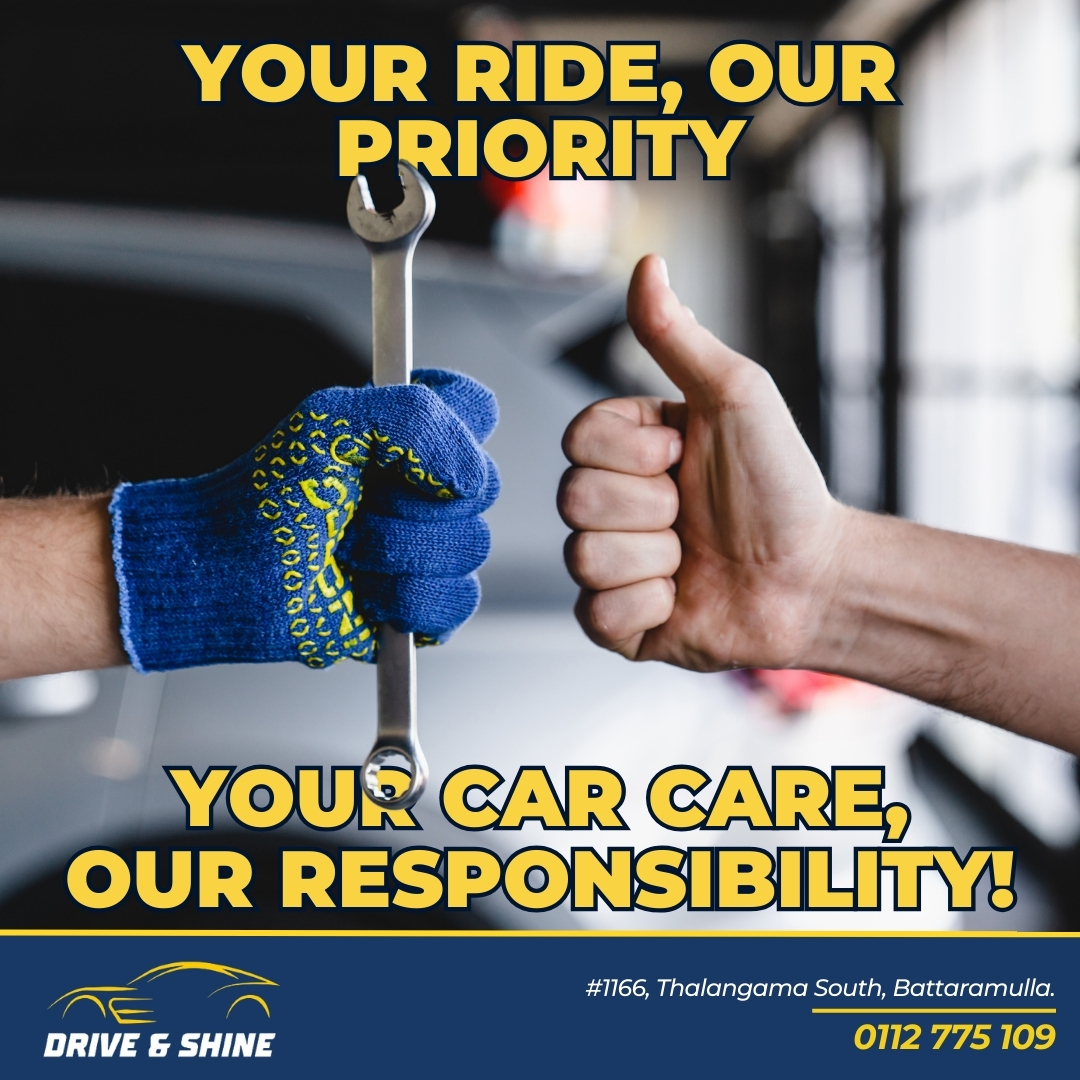 YOUR RIDE, OUR
PRIORITY
YOUR CAR CARE,
OUR RESPONSIBILITY!
DRIVE & SHINE
#1166, Thalangama South, Battaramulla.
0112 775 109